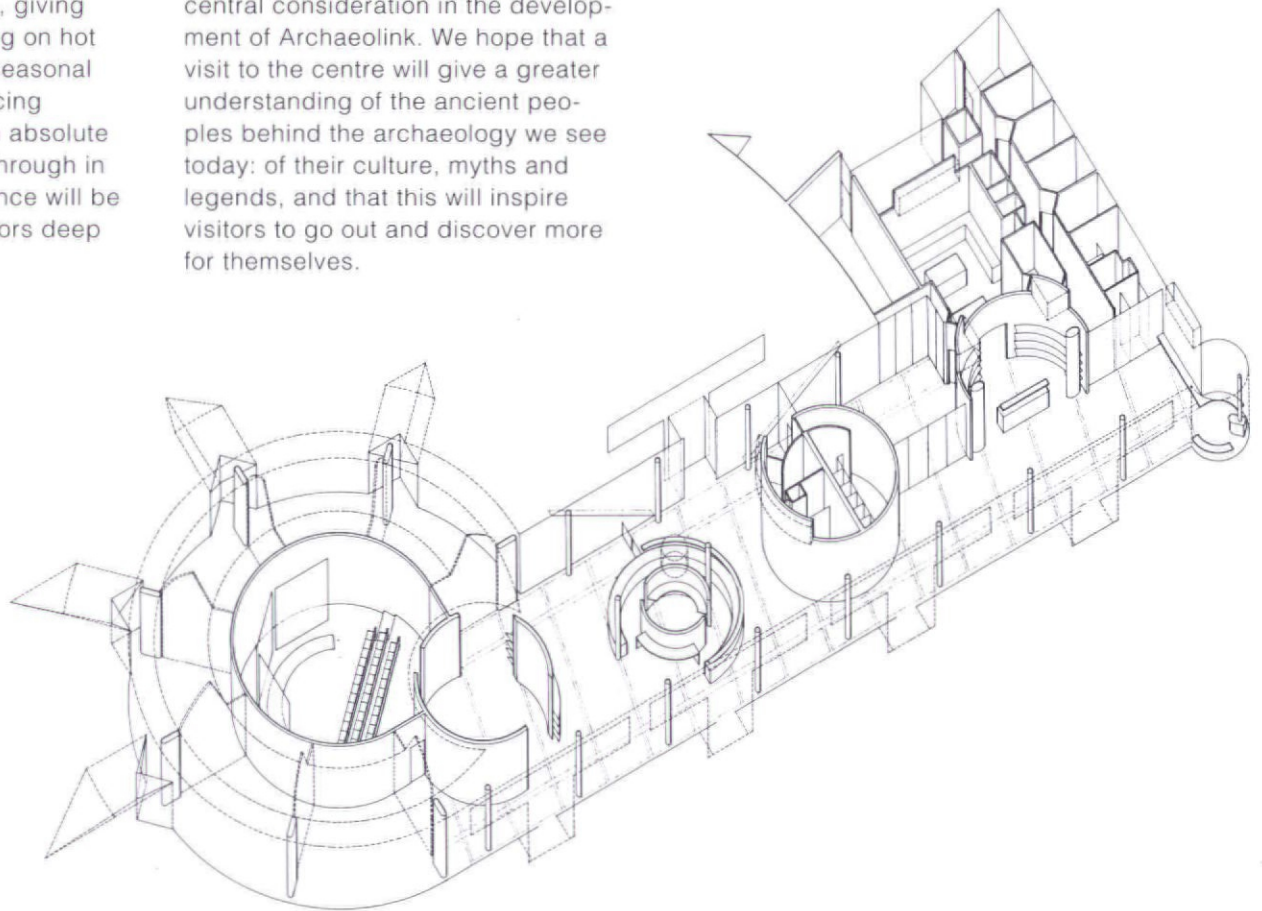 , giving
g on hot
easonal
cing
absolute
hrough in
nce will be
ors deep
central consideration in the develop-
ment of Archaeolink. We hope that a
visit to the centre will give a greater
understanding of the ancient peo-
ples behind the archaeology we see
today: of their culture, myths and
legends, and that this will inspire
visitors to go out and discover more
for themselves.